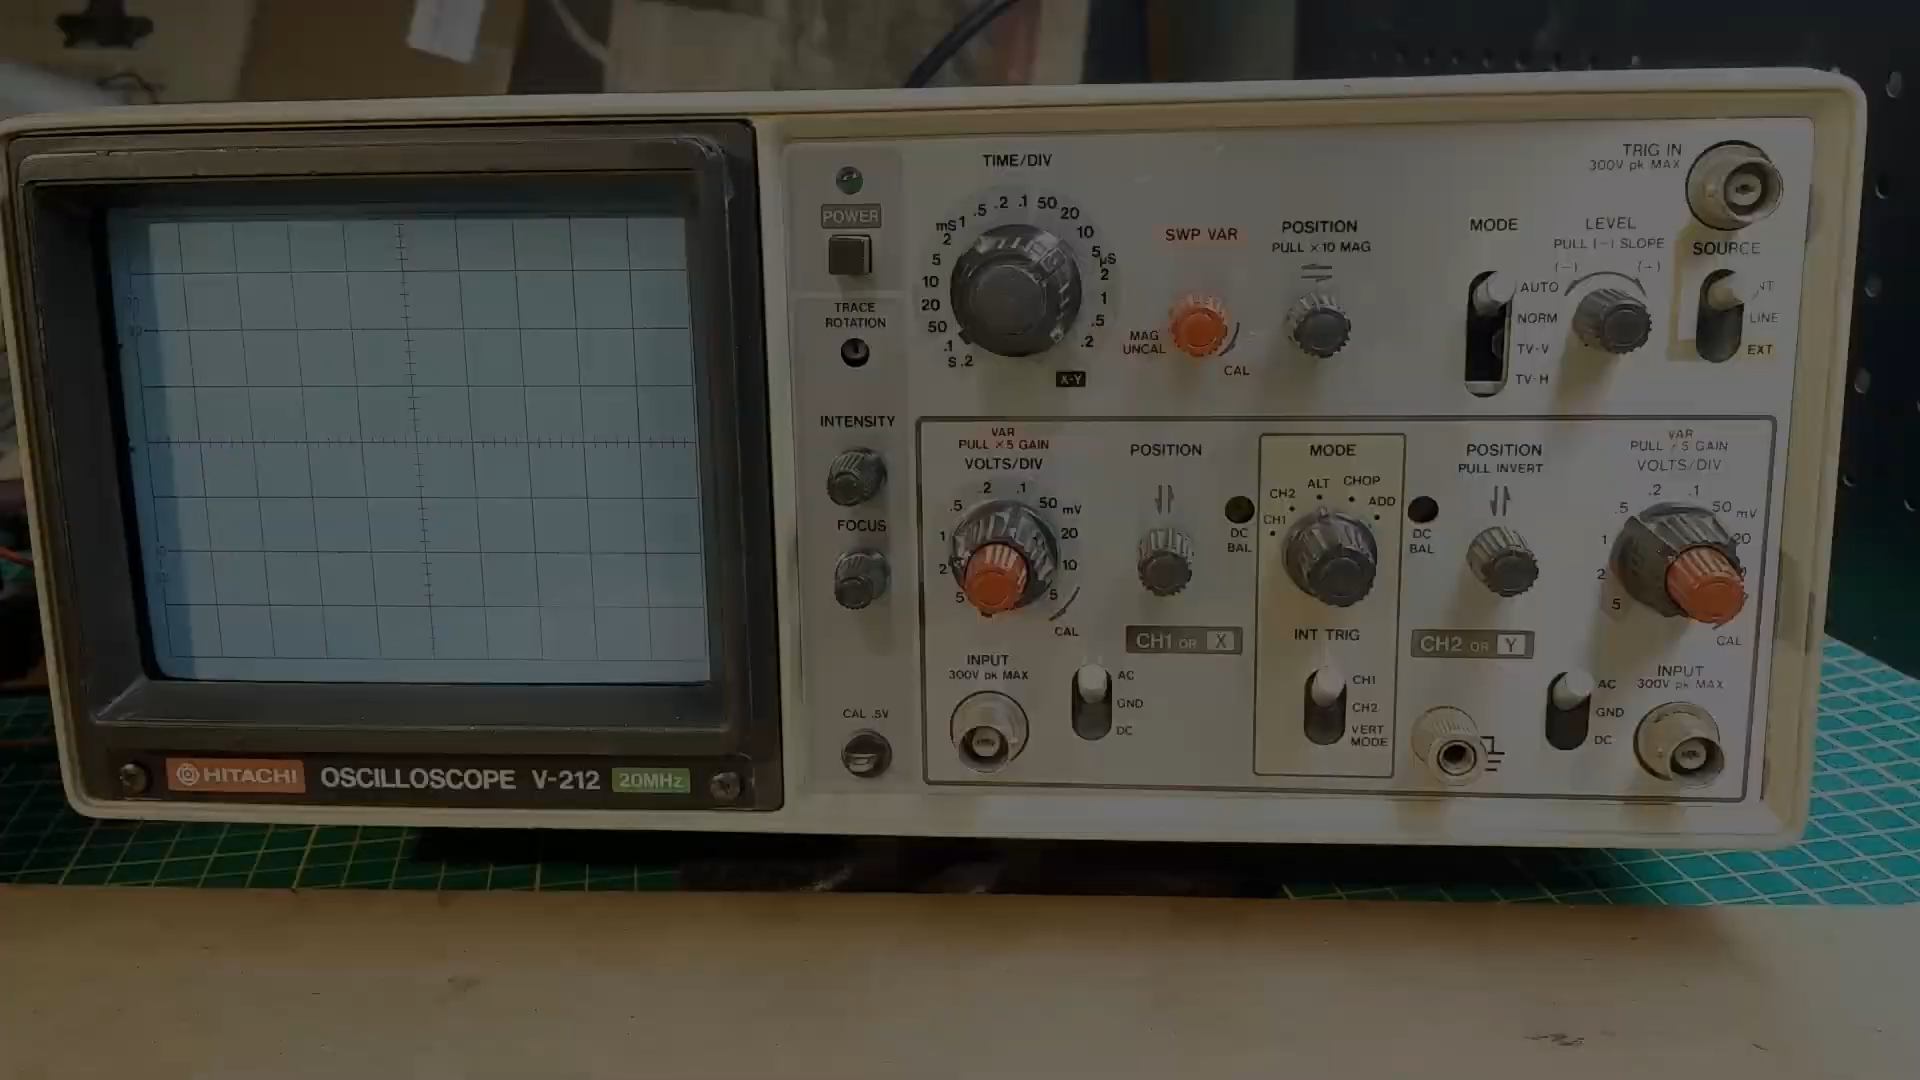 TIME/DIV
mS 1 .5 .2 .1 50 20
2 10
5 5 µS
10 2
20 1
50 .5
.1 .2
S .2
X-Y
POWER
TRACE
ROTATION
INTENSITY
FOCUS
CAL .5V
SWP VAR
MAG
UNCAL
CAL
POSITION
PULL ×10 MAG
MODE
AUTO
NORM
TV-V
TV-H
LEVEL
PULL (-) SLOPE
(-) (-)
TRIG IN
300V pk MAX
SOURCE
LINE
EXT
VAR
PULL ×5 GAIN
VOLTS/DIV
.5 .2 .1 50 mV
1 20
2 10
5 5
CAL
POSITION
DC
BAL
CH1 OR X
INPUT
300V pk MAX
AC
GND
DC
MODE
CH1 CH2 ALT CHOP ADD
INT TRIG
CH1
CH2
VERT
MODE
DC
BAL
POSITION
PULL INVERT
CH2 OR Y
VAR
PULL ×5 GAIN
VOLTS/DIV
.5 .2 .1 50 mV
1 20
2
5
CAL
AC
GND
DC
INPUT
300V pk MAX
HITACHI OSCILLOSCOPE V-212 20MHz